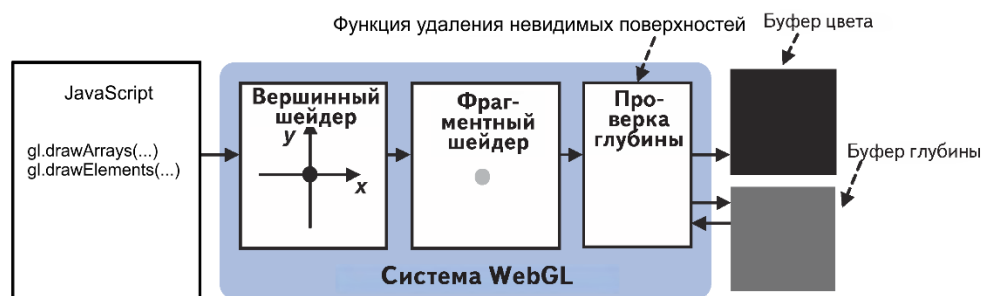 Функция удаления невидимых поверхностей
Буфер цвета
JavaScript
gl.drawArrays(...)
gl.drawElements(...)
Вершинный
шейдер
y
x
Фраг-
ментный
шейдер
Про-
верка
глубины
Буфер глубины
Система WebGL